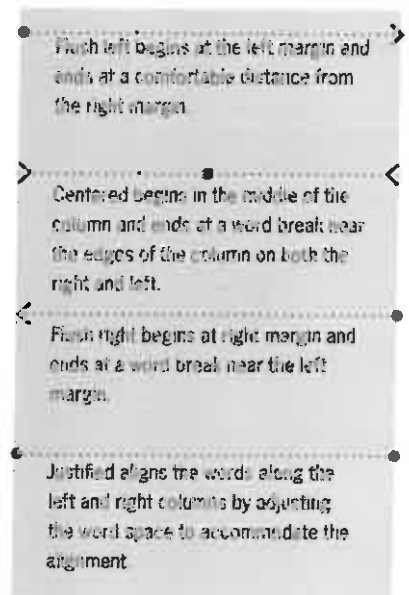 Flush left begins at the left margin and
ends at a comfortable distance from
the right margin.
Centered begins in the middle of the
column and ends at a word break near
the edges of the column on both the
right and left.
Flush right begins at right margin and
ends at a word break near the left
margin.
Justified aligns the words along the
left and right columns by adjusting
the word space to accommodate the
alignment